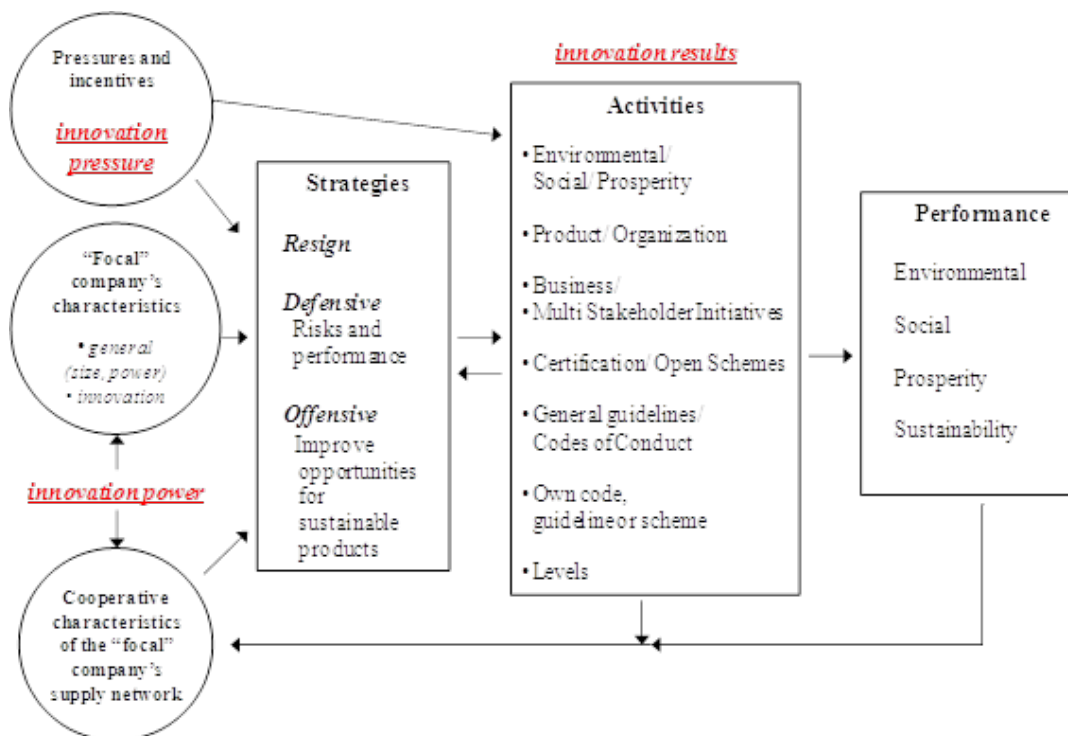 Pressures and
incentives
innovation
pressure
"Focal"
company's
characteristics
• general
(size, power)
• innovation
innovation power
Cooperative
characteristics
of the "focal"
company's
supply network
Strategies
Resign
Defensive
Risks and
performance
Offensive
Improve
opportunities
for
sustainable
products
innovation results
Activities
• Environmental/
Social/ Prosperity
• Product/ Organization
• Business/
• Multi Stakeholder Initiatives
• Certification/ Open Schemes
• General guidelines/
Codes of Conduct
• Own code,
guideline or scheme
• Levels
Performance
Environmental
Social
Prosperity
Sustainability